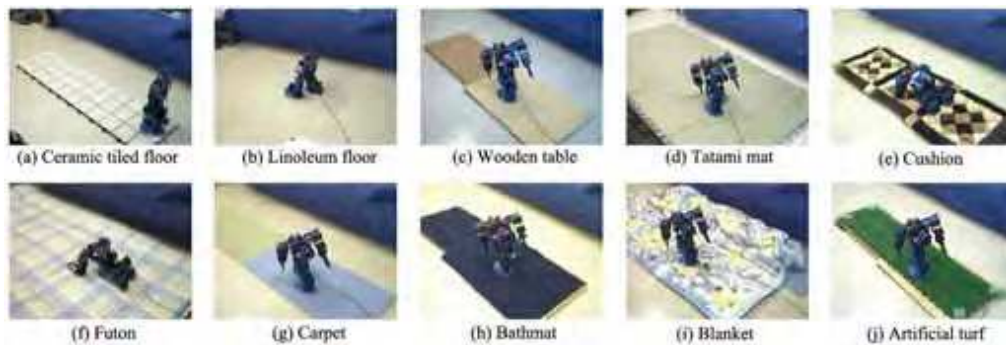 (a) Ceramic tiled floor
(b) Linoleum floor
(c) Wooden table
(d) Tatami mat
(e) Cushion
(f) Futon
(g) Carpet
(h) Bathmat
(i) Blanket
(j) Artificial turf